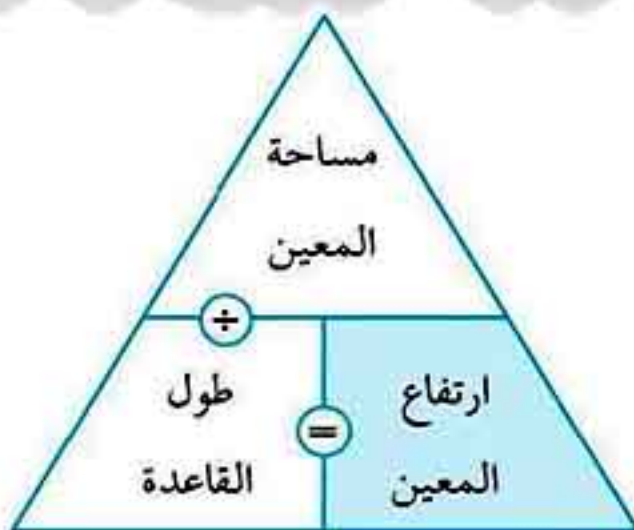 مساحة
المعين
÷
طول
القاعدة
=
ارتفاع
المعين